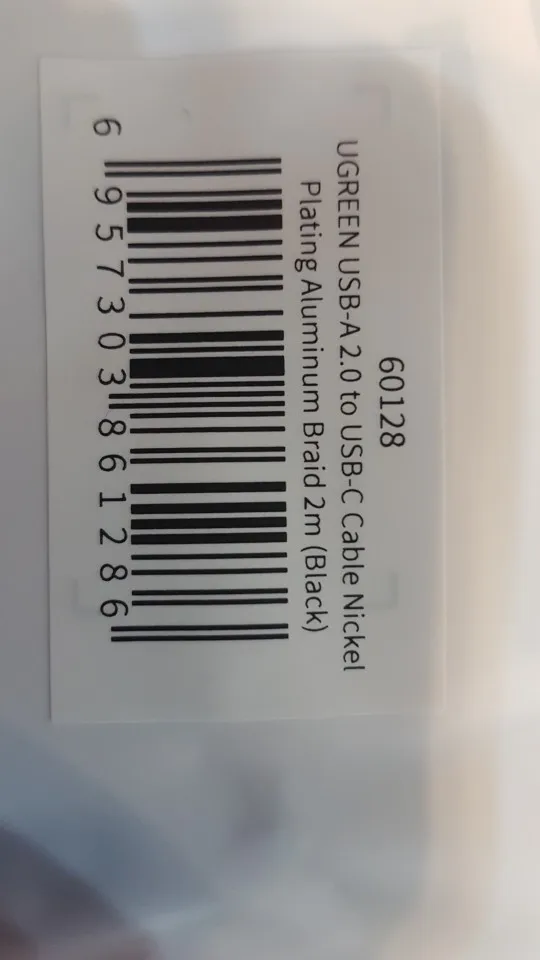 60128
UGREEN USB-A 2.0 to USB-C Cable Nickel
Plating Aluminum Braid 2m (Black)
6 957303 861286